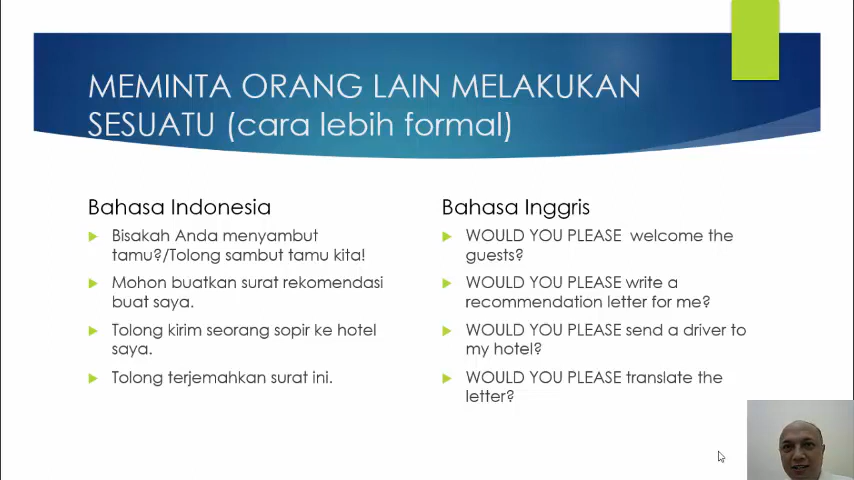 MEMINTA ORANG LAIN MELAKUKAN
SESUATU (cara lebih formal)
Bahasa Indonesia
Bisakah Anda menyambut
tamu?/Tolong sambut tamu kita!
Mohon buatkan surat rekomendasi
buat saya.
Tolong kirim seorang sopir ke hotel
saya.
Tolong terjemahkan surat ini.
Bahasa Inggris
WOULD YOU PLEASE  welcome the
guests?
WOULD YOU PLEASE write a
recommendation letter for me?
WOULD YOU PLEASE send a driver to
my hotel?
WOULD YOU PLEASE translate the
letter?